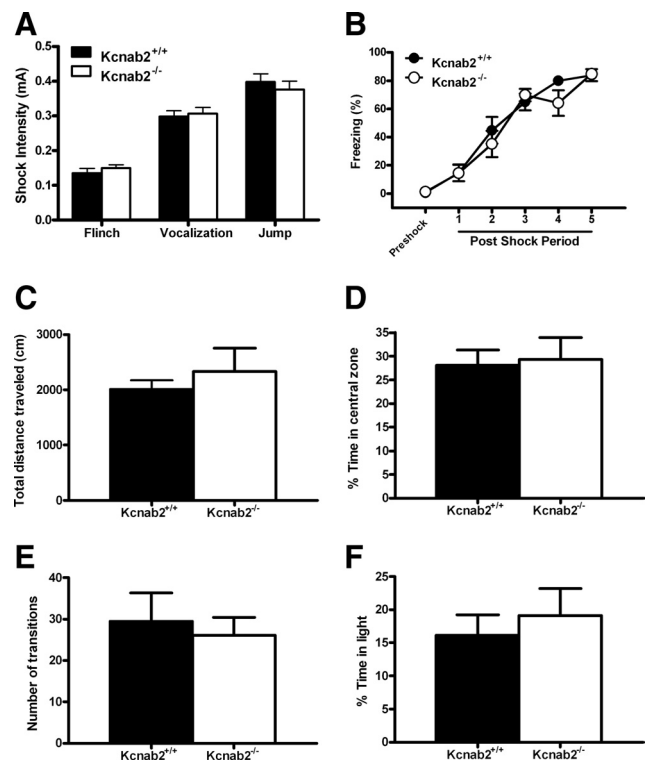 A
Kcnab2+/+
Kcnab2-/-
Shock Intensity (mA)
0.4
0.3
0.2
0.1
0.0
0.5
Flinch Vocalization Jump
B
Kcnab2+/+
Kcnab2-/-
Freezing (%)
100
80
60
40
20
0
Preshock 1 2 3 4 5
Post Shock Period
C
Total distance traveled (cm)
3000
2000
1000
0
Kcnab2+/+ Kcnab2-/-
D
% Time in central zone
35
30
25
20
15
10
5
0
Kcnab2+/+ Kcnab2-/-
E
Number of transitions
40
30
20
10
0
Kcnab2+/+ Kcnab2-/-
F
% Time in light
25
20
15
10
5
0
Kcnab2+/+ Kcnab2-/-